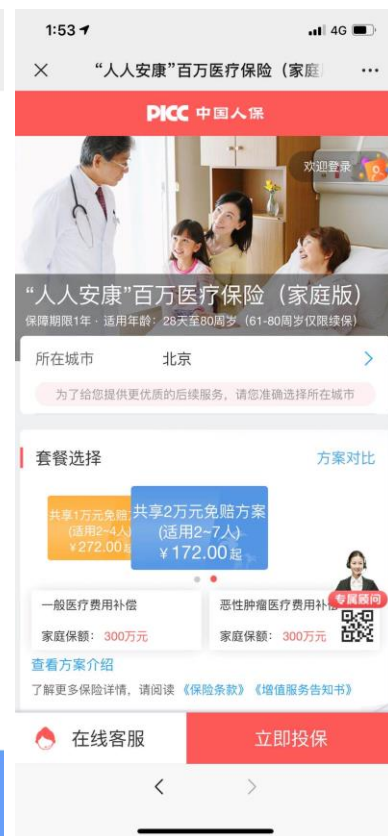 1:53
4G
“人人安康”百万医疗保险（家庭
PICC 中国人保
欢迎登录
“人人安康”百万医疗保险（家庭版）
保障期限1年 · 适用年龄：28天至80周岁（61-80周岁仅限续保）
所在城市 北京
为了给您提供更优质的后续服务，请您准确选择所在城市
套餐选择 方案对比
共享1万元免赔
(适用2~4人)
¥272.00起
共享2万元免赔方案
(适用2~7人)
¥172.00起
一般医疗费用补偿
家庭保额：300万元
恶性肿瘤医疗费用补
家庭保额：300万元
专属顾问
查看方案介绍
了解更多保险详情，请阅读《保险条款》《增值服务告知书》
在线客服 立即投保